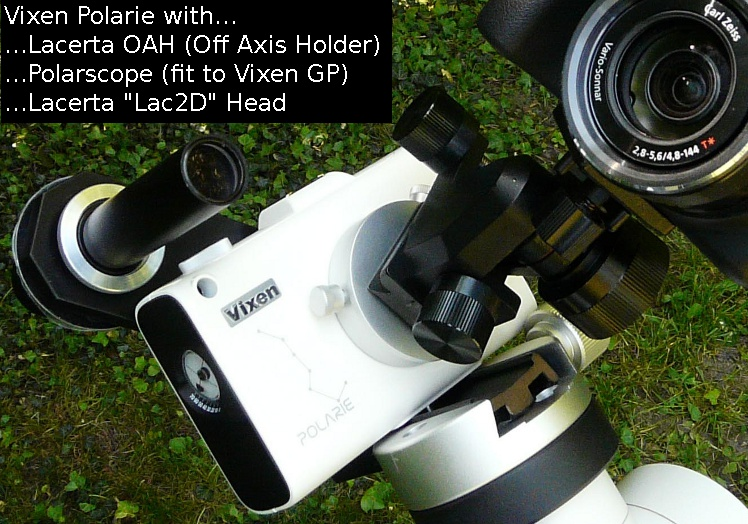 Vixen Polarie with...
...Lacerta OAH (Off Axis Holder)
...Polarscope (fit to Vixen GP)
...Lacerta "Lac2D" Head
Carl Zeiss
Vario-Sonnar
2,8-5,6/4,8-144 T*
Vixen
POLARIE